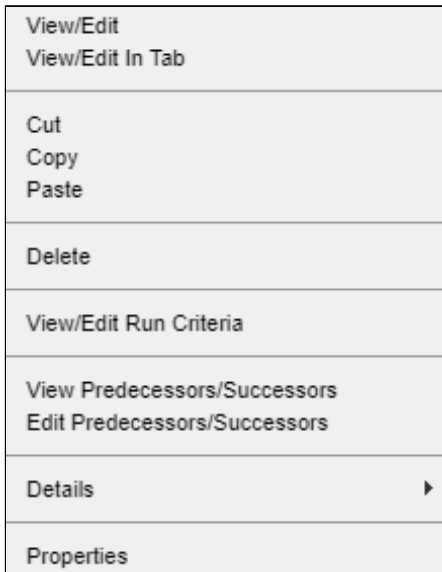 View/Edit
View/Edit In Tab
Cut
Copy
Paste
Delete
View/Edit Run Criteria
View Predecessors/Successors
Edit Predecessors/Successors
Details
Properties